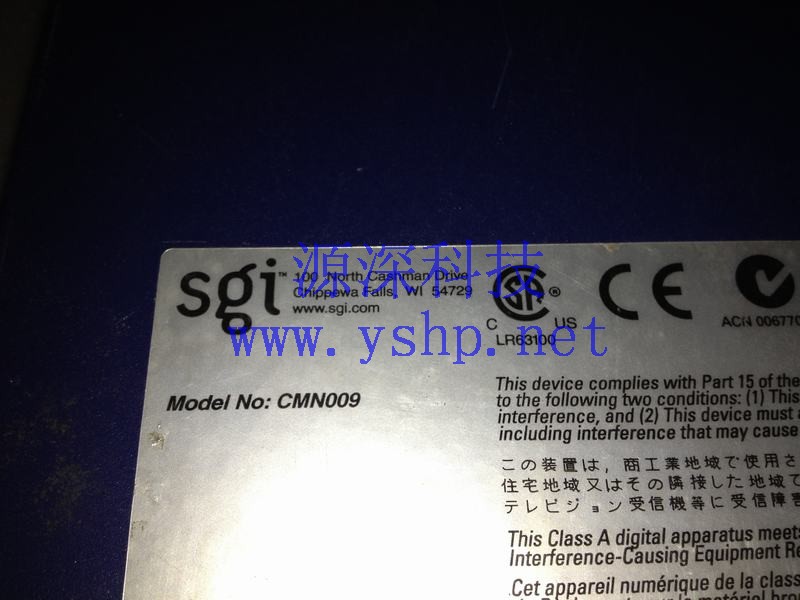 源深科技
www.yshp.net
sgi™
100 North Cashman Drive
Chippewa Falls, WI 54729
www.sgi.com
®
C US
LR63100
CE
ACN 006770
Model No: CMN009
This device complies with Part 15 of the
to the following two conditions: (1) This
interference, and (2) This device must
including interference that may cause
この装置は，商工業地域で使用さ
住宅地域又はその隣接した地域で
テレビジョン受信機等に受信障害
This Class A digital apparatus meets
Interference-Causing Equipment Re
Cet appareil numérique de la class